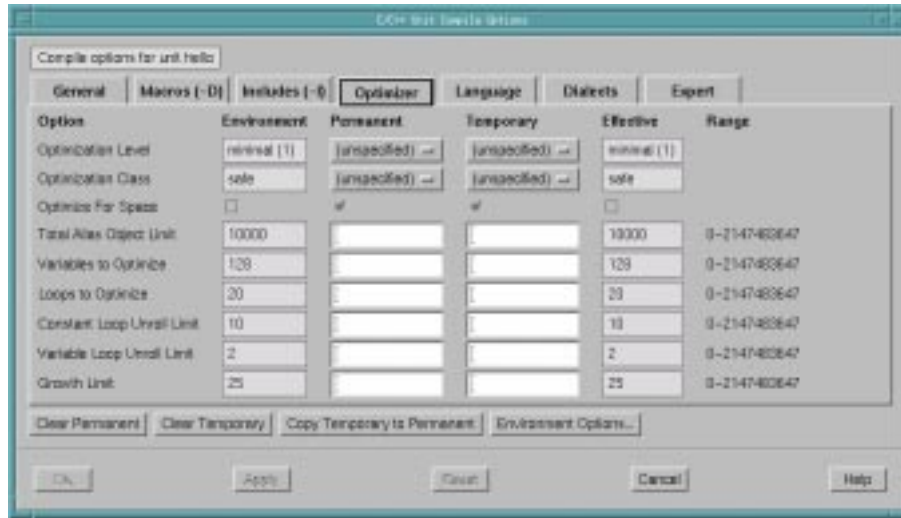 C/C++ Unit Compile Options
Compile options for unit hello
General Macros (-D) Includes (-I) Optimizer Language Dialects Expert
Option Environment Permanent Temporary Effective Range
Optimization Level minimal (1) (unspecified) (unspecified) minimal (1)
Optimization Class safe (unspecified) (unspecified) safe
Optimize For Space
Total Alias Object Limit 10000 10000 0-2147483647
Variables to Optimize 128 128 0-2147483647
Loops to Optimize 20 20 0-2147483647
Constant Loop Unroll Limit 10 10 0-2147483647
Variable Loop Unroll Limit 2 2 0-2147483647
Growth Limit 25 25 0-2147483647
Clear Permanent Clear Temporary Copy Temporary to Permanent Environment Options...
OK Apply Reset Cancel Help